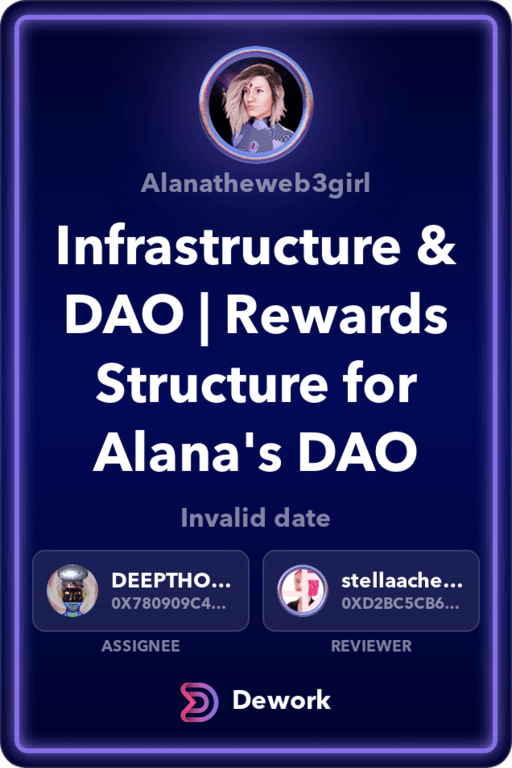 Alanatheweb3girl
Infrastructure &
DAO | Rewards
Structure for
Alana's DAO
Invalid date
DEEPTHO...
0X780909C4...
stellaache...
0XD2BC5CB6...
ASSIGNEE
REVIEWER
Dework